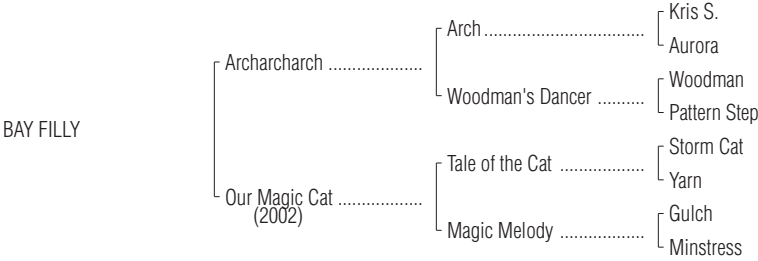 Kris S.
Arch ................................
Aurora
Archarcharch ...................
Woodman
Woodman's Dancer ..........
Pattern Step
BAY FILLY
Storm Cat
Tale of the Cat .................
Yarn
Our Magic Cat .................
(2002)
Gulch
Magic Melody .................
Minstress